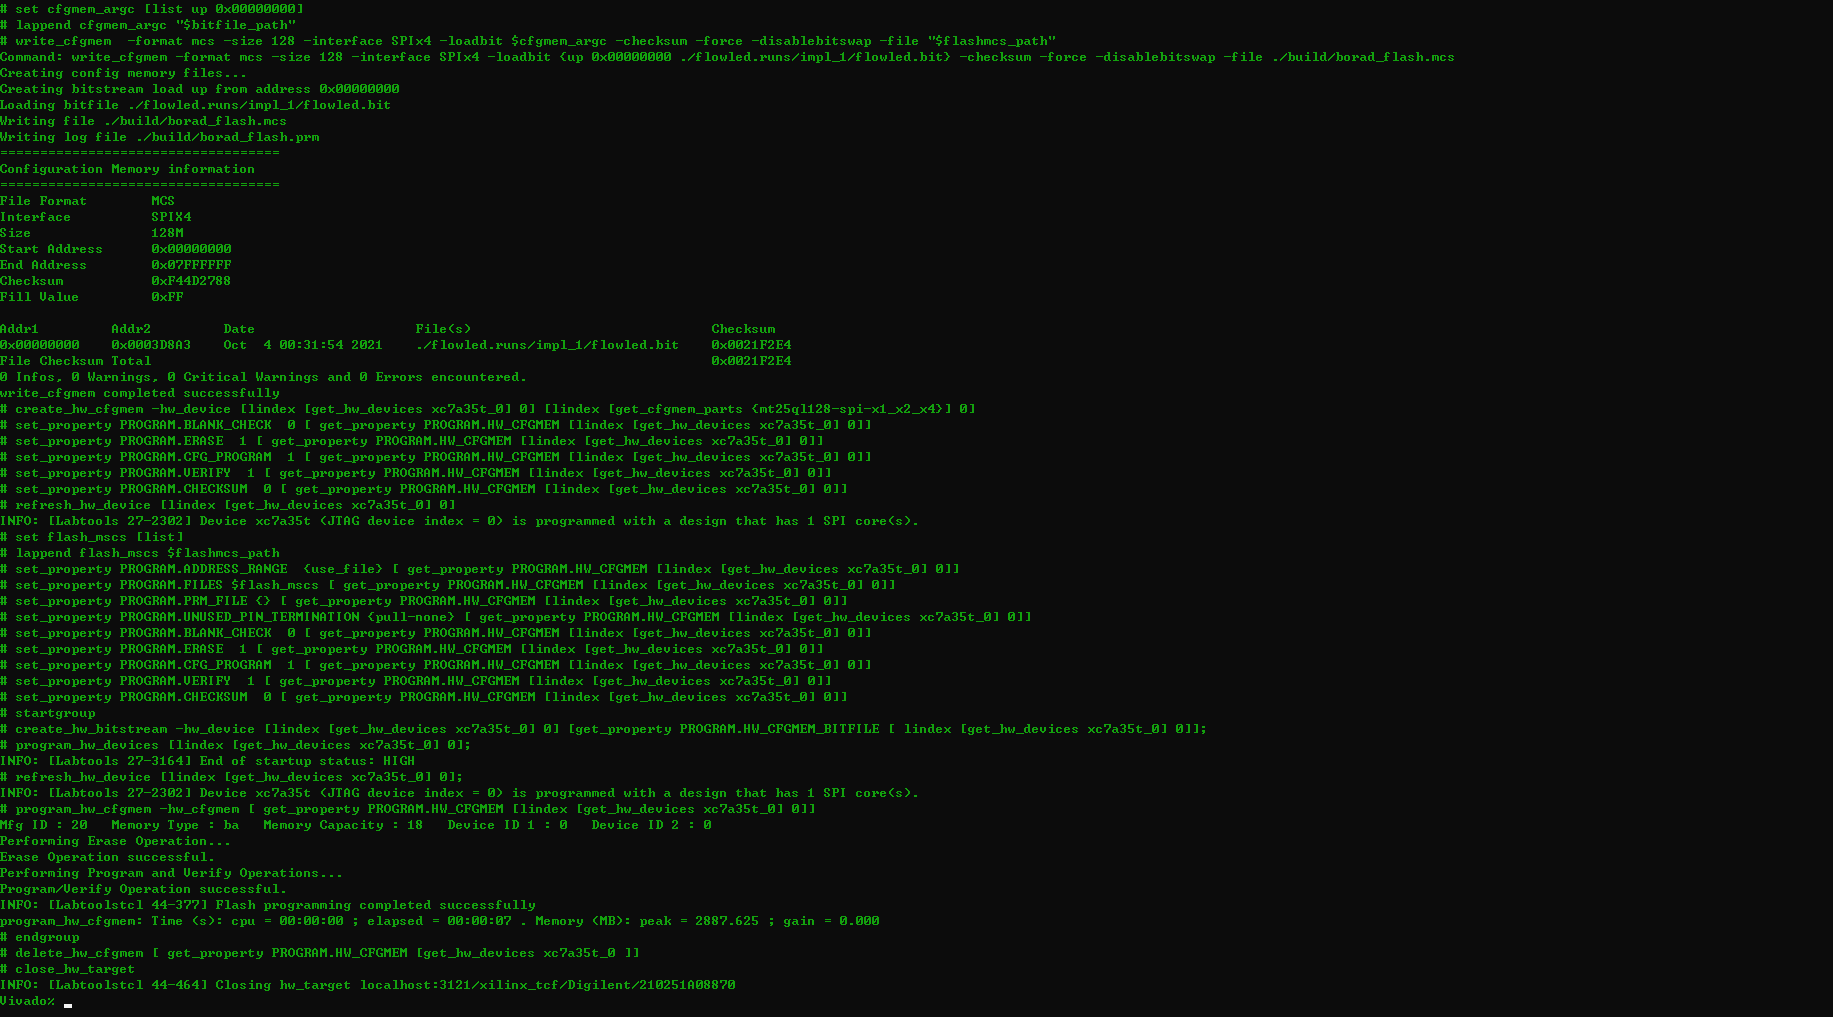 # set cfgmem_argc [list up 0x00000000]
# lappend cfgmem_argc "$bitfile_path"
# write_cfgmem  -format mcs -size 128 -interface SPIx4 -loadbit $cfgmem_argc -checksum -force -disablebitswap -file "$flashmcs_path"
Command: write_cfgmem -format mcs -size 128 -interface SPIx4 -loadbit {up 0x00000000 ./flowled.runs/impl_1/flowled.bit} -checksum -force -disablebitswap -file ./build/borad_flash.mcs
Creating config memory files...
Creating bitstream load up from address 0x00000000
Loading bitfile ./flowled.runs/impl_1/flowled.bit
Writing file ./build/borad_flash.mcs
Writing log file ./build/borad_flash.prm
===================================
Configuration Memory information
===================================
File Format        MCS
Interface          SPIX4
Size               128M
Start Address      0x00000000
End Address        0x07FFFFFF
Checksum           0xF44D2788
Fill Value         0xFF
Addr1         Addr2         Date                    File(s)                              Checksum
0x00000000    0x0003D8A3    Oct  4 00:31:54 2021    ./flowled.runs/impl_1/flowled.bit    0x0021F2E4
File Checksum Total                                                                      0x0021F2E4
0 Infos, 0 Warnings, 0 Critical Warnings and 0 Errors encountered.
write_cfgmem completed successfully
# create_hw_cfgmem -hw_device [lindex [get_hw_devices xc7a35t_0] 0] [lindex [get_cfgmem_parts {mt25ql128-spi-x1_x2_x4}] 0]
# set_property PROGRAM.BLANK_CHECK  0 [ get_property PROGRAM.HW_CFGMEM [lindex [get_hw_devices xc7a35t_0] 0]]
# set_property PROGRAM.ERASE  1 [ get_property PROGRAM.HW_CFGMEM [lindex [get_hw_devices xc7a35t_0] 0]]
# set_property PROGRAM.CFG_PROGRAM  1 [ get_property PROGRAM.HW_CFGMEM [lindex [get_hw_devices xc7a35t_0] 0]]
# set_property PROGRAM.VERIFY  1 [ get_property PROGRAM.HW_CFGMEM [lindex [get_hw_devices xc7a35t_0] 0]]
# set_property PROGRAM.CHECKSUM  0 [ get_property PROGRAM.HW_CFGMEM [lindex [get_hw_devices xc7a35t_0] 0]]
# refresh_hw_device [lindex [get_hw_devices xc7a35t_0] 0]
INFO: [Labtools 27-2302] Device xc7a35t (JTAG device index = 0) is programmed with a design that has 1 SPI core(s).
# set flash_mscs [list]
# lappend flash_mscs $flashmcs_path
# set_property PROGRAM.ADDRESS_RANGE  {use_file} [ get_property PROGRAM.HW_CFGMEM [lindex [get_hw_devices xc7a35t_0] 0]]
# set_property PROGRAM.FILES $flash_mscs [ get_property PROGRAM.HW_CFGMEM [lindex [get_hw_devices xc7a35t_0] 0]]
# set_property PROGRAM.PRM_FILE {} [ get_property PROGRAM.HW_CFGMEM [lindex [get_hw_devices xc7a35t_0] 0]]
# set_property PROGRAM.UNUSED_PIN_TERMINATION {pull-none} [ get_property PROGRAM.HW_CFGMEM [lindex [get_hw_devices xc7a35t_0] 0]]
# set_property PROGRAM.BLANK_CHECK  0 [ get_property PROGRAM.HW_CFGMEM [lindex [get_hw_devices xc7a35t_0] 0]]
# set_property PROGRAM.ERASE  1 [ get_property PROGRAM.HW_CFGMEM [lindex [get_hw_devices xc7a35t_0] 0]]
# set_property PROGRAM.CFG_PROGRAM  1 [ get_property PROGRAM.HW_CFGMEM [lindex [get_hw_devices xc7a35t_0] 0]]
# set_property PROGRAM.VERIFY  1 [ get_property PROGRAM.HW_CFGMEM [lindex [get_hw_devices xc7a35t_0] 0]]
# set_property PROGRAM.CHECKSUM  0 [ get_property PROGRAM.HW_CFGMEM [lindex [get_hw_devices xc7a35t_0] 0]]
# startgroup
# create_hw_bitstream -hw_device [lindex [get_hw_devices xc7a35t_0] 0] [get_property PROGRAM.HW_CFGMEM_BITFILE [ lindex [get_hw_devices xc7a35t_0] 0]];
# program_hw_devices [lindex [get_hw_devices xc7a35t_0] 0];
INFO: [Labtools 27-3164] End of startup status: HIGH
# refresh_hw_device [lindex [get_hw_devices xc7a35t_0] 0];
INFO: [Labtools 27-2302] Device xc7a35t (JTAG device index = 0) is programmed with a design that has 1 SPI core(s).
# program_hw_cfgmem -hw_cfgmem [ get_property PROGRAM.HW_CFGMEM [lindex [get_hw_devices xc7a35t_0] 0]]
Mfg ID : 20   Memory Type : ba   Memory Capacity : 18   Device ID 1 : 0   Device ID 2 : 0
Performing Erase Operation...
Erase Operation successful.
Performing Program and Verify Operations...
Program/Verify Operation successful.
INFO: [Labtoolstcl 44-377] Flash programming completed successfully
program_hw_cfgmem: Time (s): cpu = 00:00:00 ; elapsed = 00:00:07 . Memory (MB): peak = 2887.625 ; gain = 0.000
# endgroup
# delete_hw_cfgmem [ get_property PROGRAM.HW_CFGMEM [get_hw_devices xc7a35t_0 ]]
# close_hw_target
INFO: [Labtoolstcl 44-464] Closing hw_target localhost:3121/xilinx_tcf/Digilent/210251A08870
Vivado%